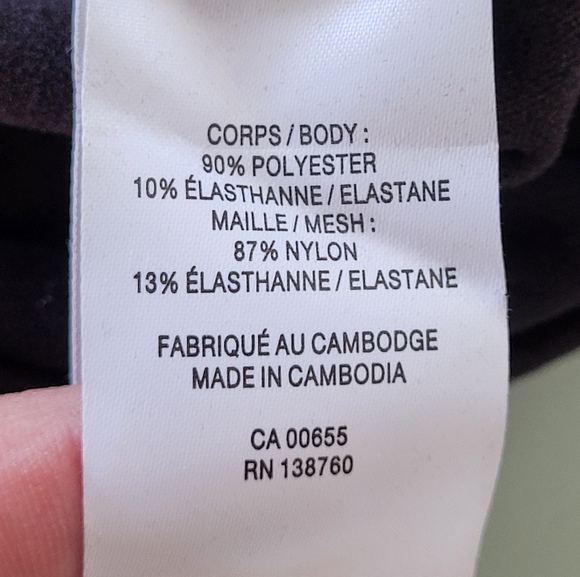 CORPS / BODY :
90% POLYESTER
10% ÉLASTHANNE / ELASTANE
MAILLE / MESH :
87% NYLON
13% ÉLASTHANNE / ELASTANE
FABRIQUÉ AU CAMBODGE
MADE IN CAMBODIA
CA 00655
RN 138760